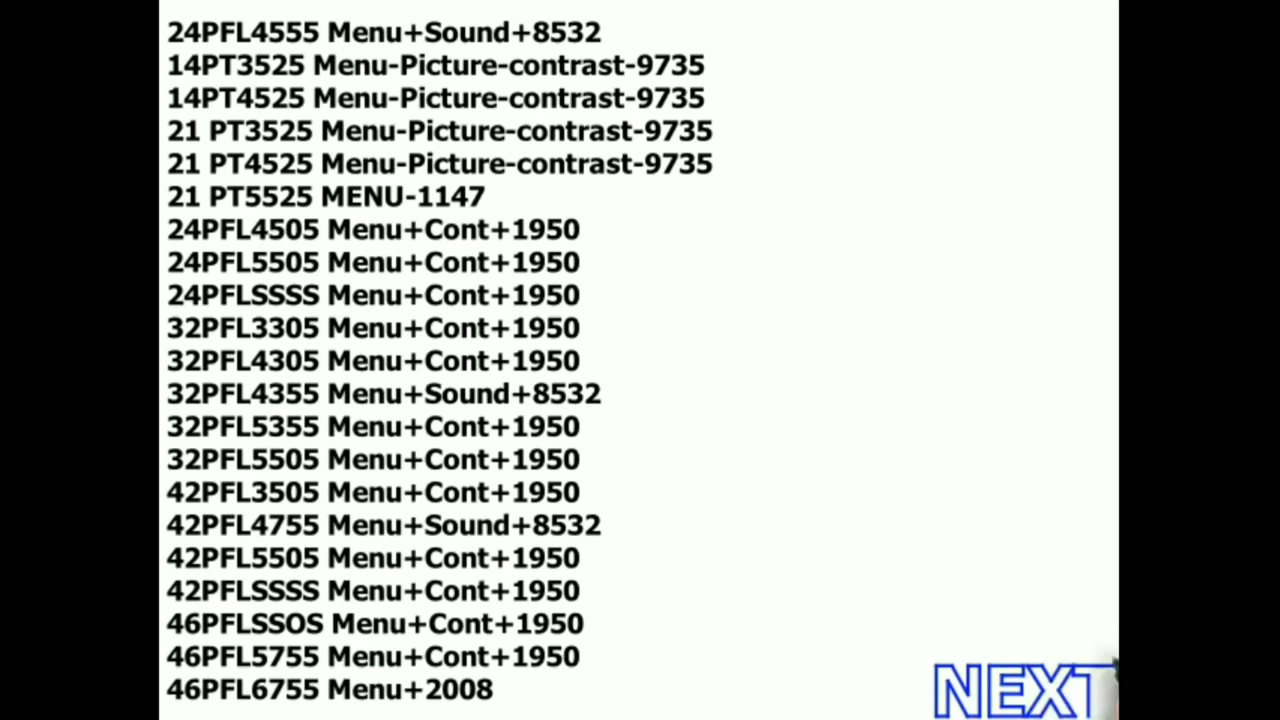 24PFL4555 Menu+Sound+8532
14PT3525 Menu-Picture-contrast-9735
14PT4525 Menu-Picture-contrast-9735
21 PT3525 Menu-Picture-contrast-9735
21 PT4525 Menu-Picture-contrast-9735
21 PT5525 MENU-1147
24PFL4505 Menu+Cont+1950
24PFL5505 Menu+Cont+1950
24PFLSSSS Menu+Cont+1950
32PFL3305 Menu+Cont+1950
32PFL4305 Menu+Cont+1950
32PFL4355 Menu+Sound+8532
32PFL5355 Menu+Cont+1950
32PFL5505 Menu+Cont+1950
42PFL3505 Menu+Cont+1950
42PFL4755 Menu+Sound+8532
42PFL5505 Menu+Cont+1950
42PFLSSSS Menu+Cont+1950
46PFLSSOS Menu+Cont+1950
46PFL5755 Menu+Cont+1950
46PFL6755 Menu+2008
NEXT